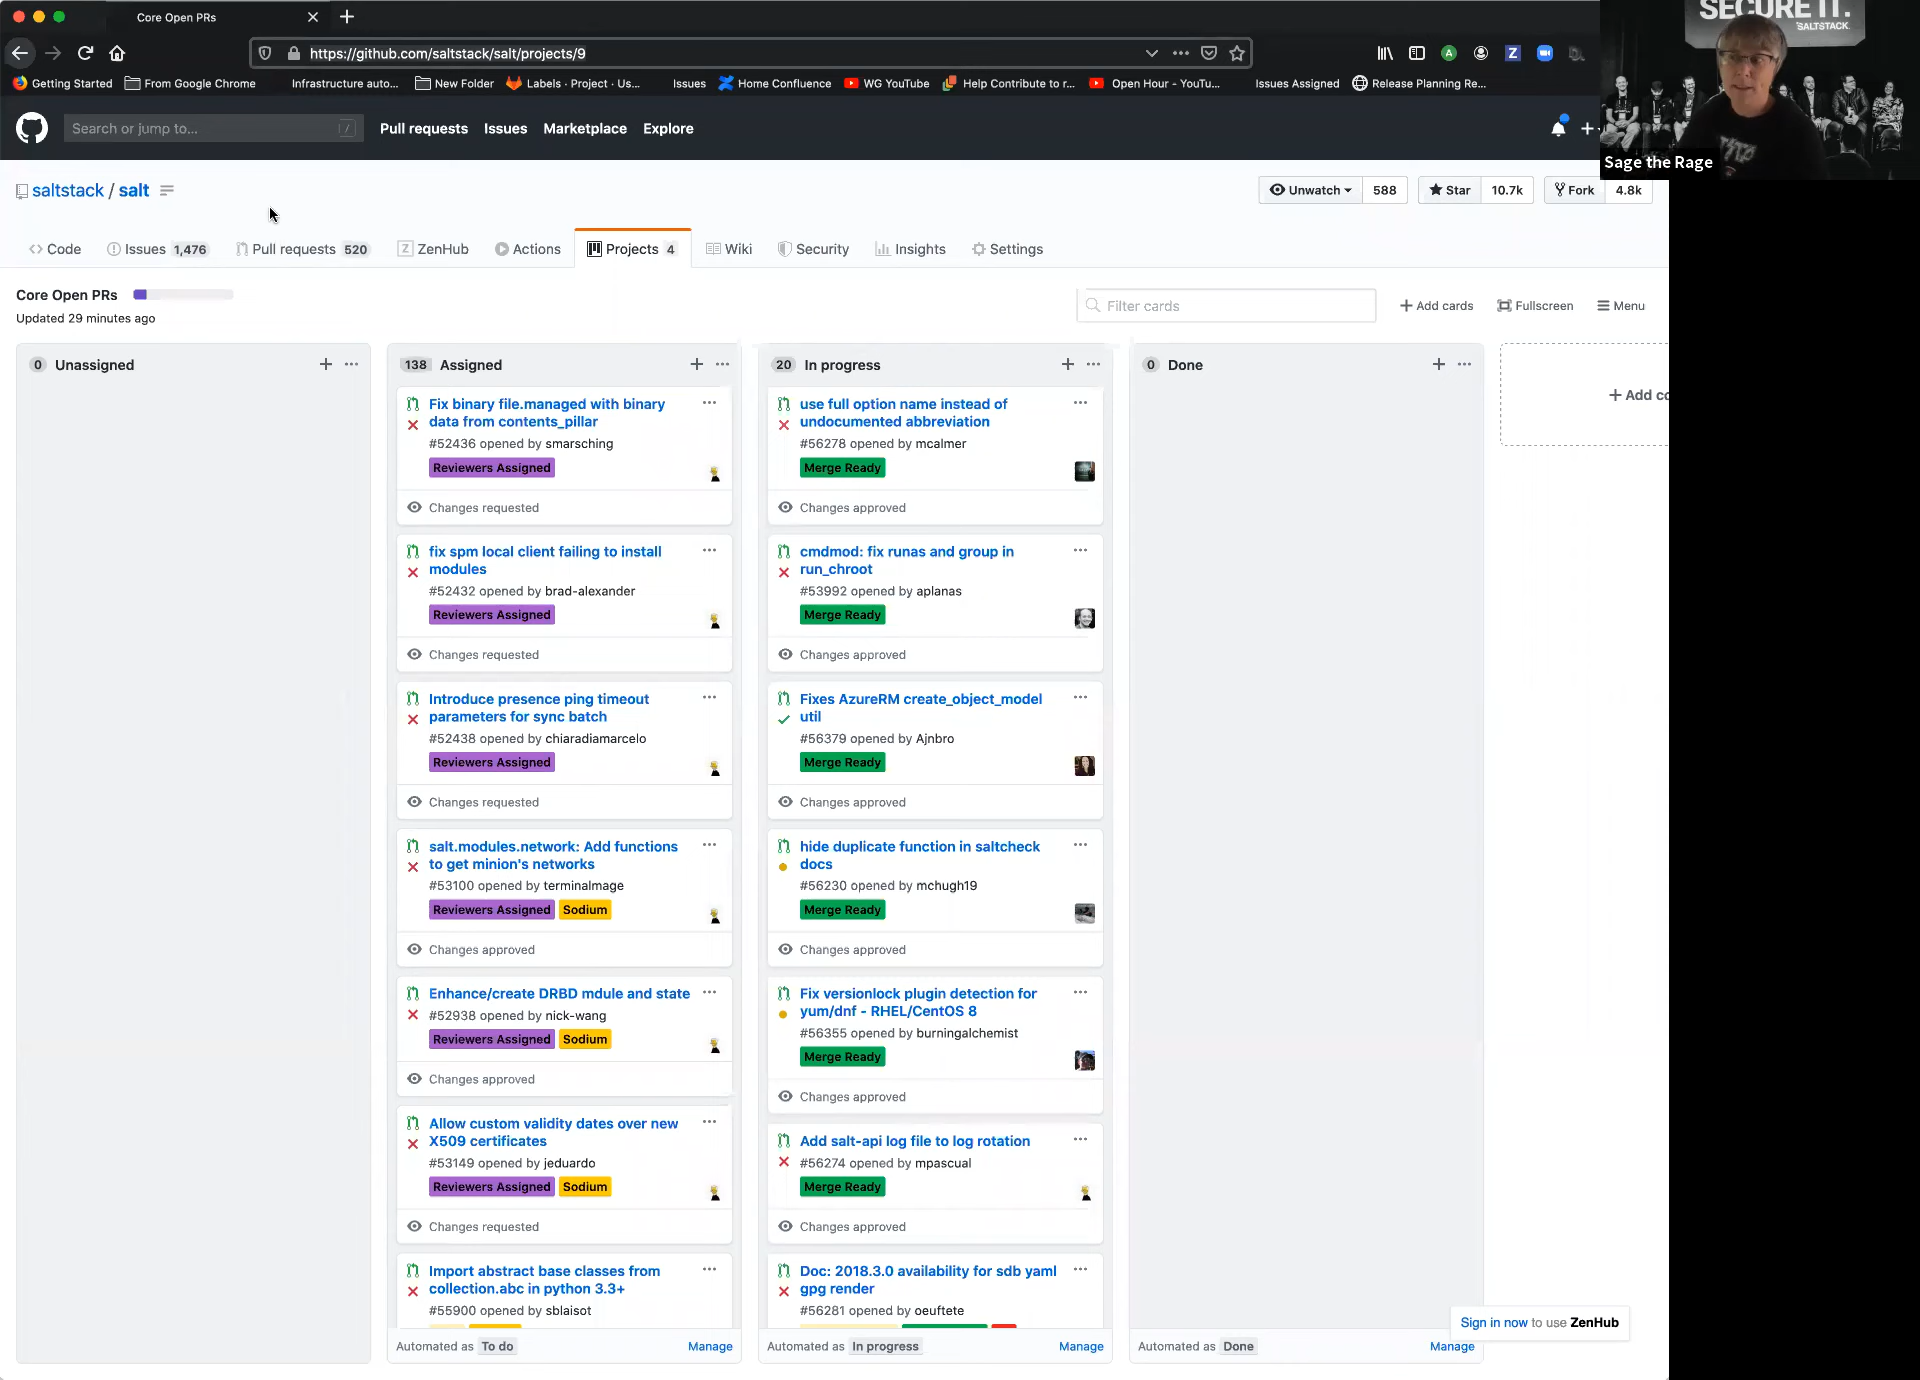 Core Open PRs
https://github.com/saltstack/salt/projects/9
Getting Started From Google Chrome Infrastructure auto... New Folder Labels · Project · Us... Issues Home Confluence WG YouTube Help Contribute to r... Open Hour - YouTu... Issues Assigned Release Planning Re...
SECURE IT.
SALTSTACK.
Sage the Rage
Search or jump to... / Pull requests Issues Marketplace Explore
saltstack / salt
Unwatch 588 Star 10.7k Fork 4.8k
Code Issues 1,476 Pull requests 520 ZenHub Actions Projects 4 Wiki Security Insights Settings
Core Open PRs
Updated 29 minutes ago
Filter cards
+ Add cards Fullscreen Menu
0 Unassigned
138 Assigned
Fix binary file.managed with binary
data from contents_pillar
#52436 opened by smarsching
Reviewers Assigned
Changes requested
fix spm local client failing to install
modules
#52432 opened by brad-alexander
Reviewers Assigned
Changes requested
Introduce presence ping timeout
parameters for sync batch
#52438 opened by chiaradiamarcelo
Reviewers Assigned
Changes requested
salt.modules.network: Add functions
to get minion's networks
#53100 opened by terminalmage
Reviewers Assigned Sodium
Changes approved
Enhance/create DRBD mdule and state
#52938 opened by nick-wang
Reviewers Assigned Sodium
Changes approved
Allow custom validity dates over new
X509 certificates
#53149 opened by jeduardo
Reviewers Assigned Sodium
Changes requested
Import abstract base classes from
collection.abc in python 3.3+
#55900 opened by sblaisot
Automated as To do Manage
20 In progress
use full option name instead of
undocumented abbreviation
#56278 opened by mcalmer
Merge Ready
Changes approved
cmdmod: fix runas and group in
run_chroot
#53992 opened by aplanas
Merge Ready
Changes approved
Fixes AzureRM create_object_model
util
#56379 opened by Ajnbro
Merge Ready
Changes approved
hide duplicate function in saltcheck
docs
#56230 opened by mchugh19
Merge Ready
Changes approved
Fix versionlock plugin detection for
yum/dnf - RHEL/CentOS 8
#56355 opened by burningalchemist
Merge Ready
Changes approved
Add salt-api log file to log rotation
#56274 opened by mpascual
Merge Ready
Changes approved
Doc: 2018.3.0 availability for sdb yaml
gpg render
#56281 opened by oeuftete
Automated as In progress Manage
0 Done
Automated as Done Manage
+ Add co
Sign in now to use ZenHub